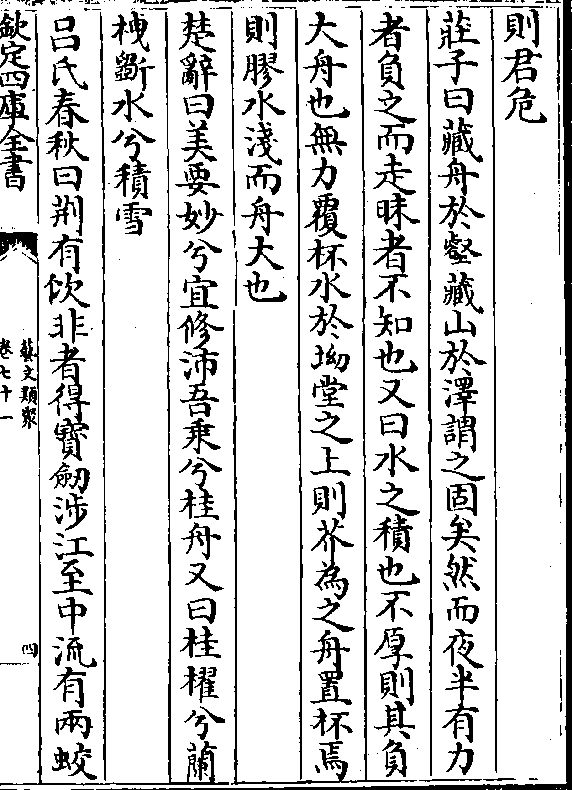 則君危
莊子曰藏舟於壑藏山於澤謂之固矣然而夜半有力
者負之而走昧者不知也又曰水之積也不厚則其負
大舟也無力覆杯水於坳堂之上則芥為之舟置杯焉
則膠水淺而舟大也
楚辭曰美要妙兮宜修沛吾乘兮桂舟又曰桂櫂兮蘭
栧斵水兮積雪
吕氏春秋曰荆有佽非者得寳劒涉江至中流有兩蛟
欽定四庫全書
藝文類聚
卷七十一
四